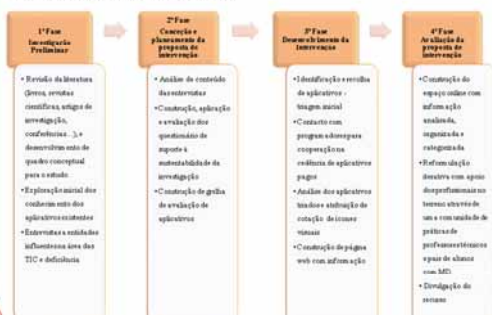 1ª Fase
Investigação
Preliminar
• Revisão da literatura
(livros, revistas
científicas, artigos de
investigação,
conferências...), e
desenvolvimento de
quadro conceptual
para o estudo.
• Exploração inicial dos
conhecimento dos
aplicativos existentes
• Entrevistas a entidades
influentes na área das
TIC e deficiência
2ª Fase
Conceção e
planeamento da
proposta de
intervenção
• Análise de conteúdo
das entrevistas
• Construção, aplicação
e avaliação dos
questionário de
suporte à
sustentabilidade da
investigação
• Construção de grelha
de avaliação de
aplicativos
3ª Fase
Desenvolvimento da
Intervenção
• Identificação e recolha
de aplicativos -
triagem inicial
• Contacto com
programadores para
cooperação na
cedência de aplicativos
pagos
• Análise dos aplicativos
triados e atribuição de
cotação de ícones
visuais
• Construção de página
web com informação
4ª Fase
Avaliação da
proposta de
intervenção
• Construção do
espaço online com
informação
analisada,
organizada e
categorizada
• Reformulação
iterativa com apoio
dos profissionais no
terreno através de
uma comunidade de
práticas de
professores técnicos
e pais de alunos
com MD.
• Divulgação do
recurso